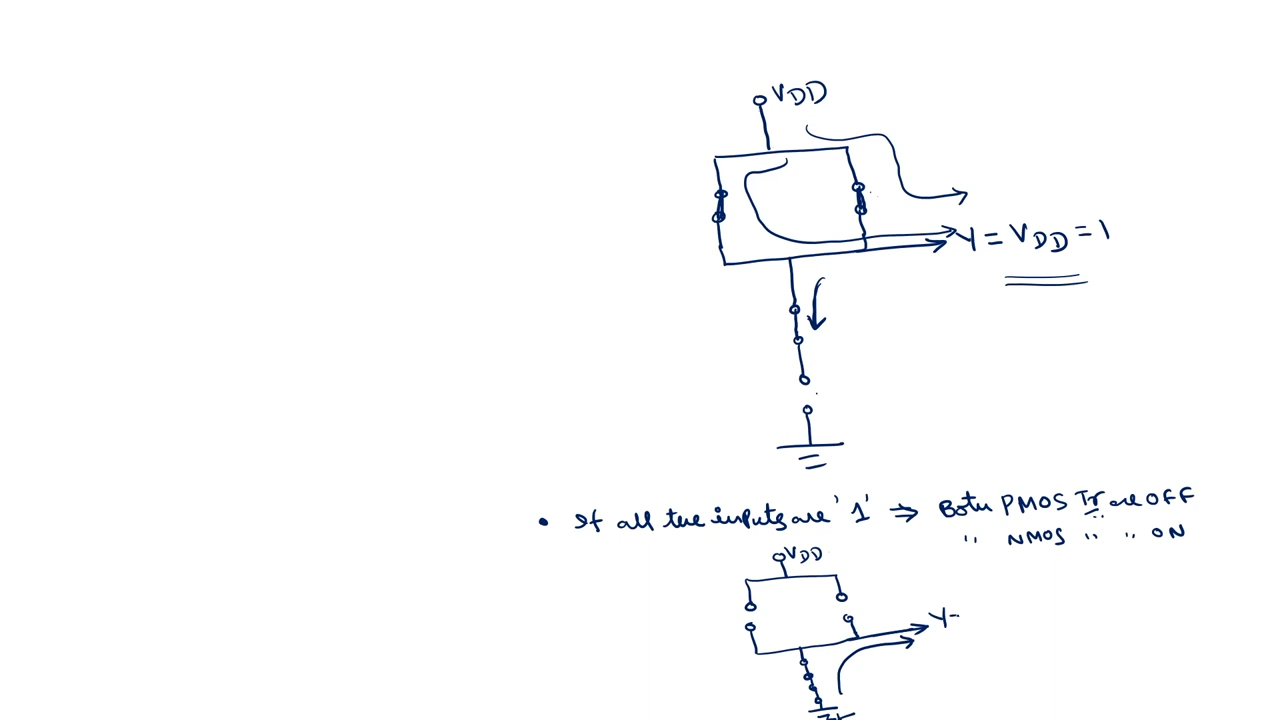 VDD
Y = VDD = 1
• If all the inputs are '1' ⇒ Both PMOS Tr are OFF
" NMOS " " ON
VDD
Y-